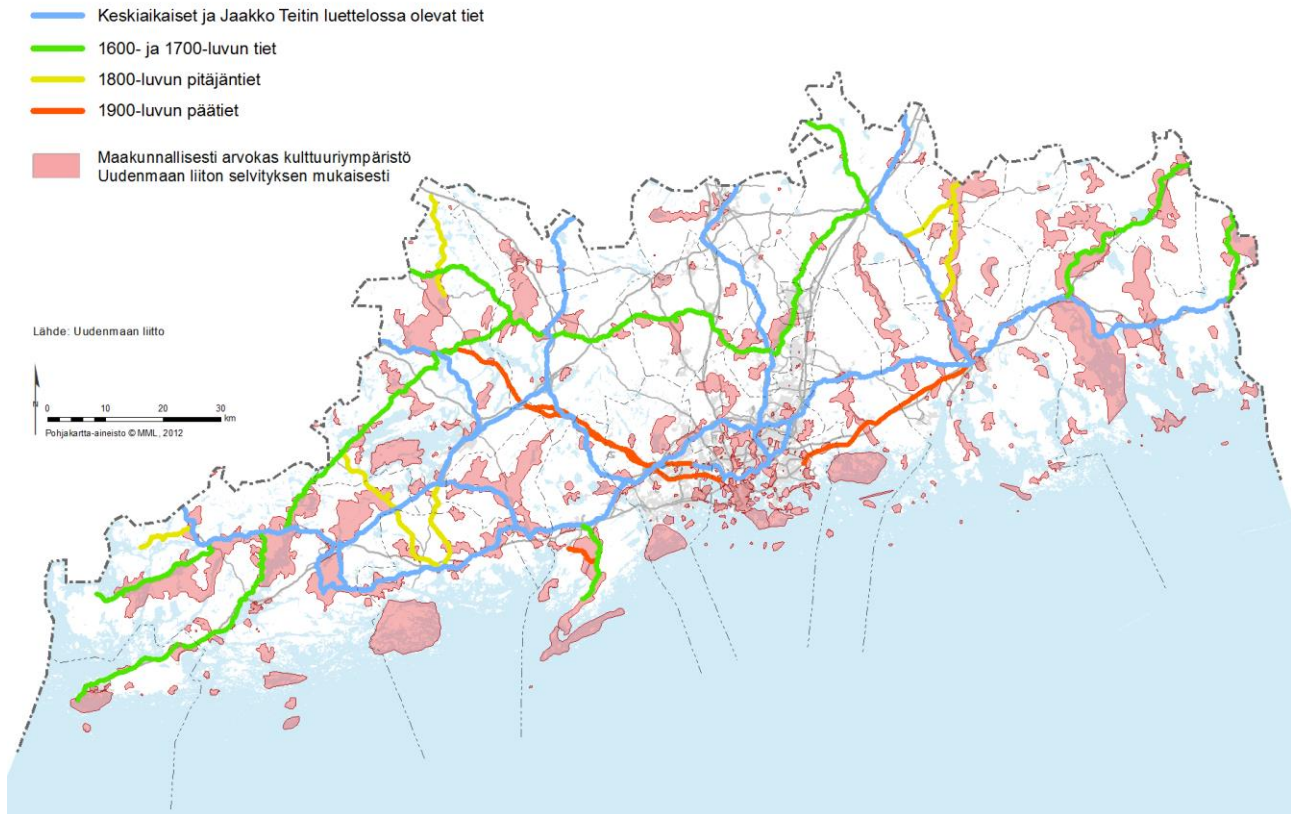 Keskiaikaiset ja Jaakko Teitin luettelossa olevat tiet
1600- ja 1700-luvun tiet
1800-luvun pitäjäntiet
1900-luvun päätiet
Maakunnallisesti arvokas kulttuuriympäristö
Uudenmaan liiton selvityksen mukaisesti
Lähde: Uudenmaan liitto
N
0 10 20 30
km
Pohjakartta-aineisto © MML, 2012